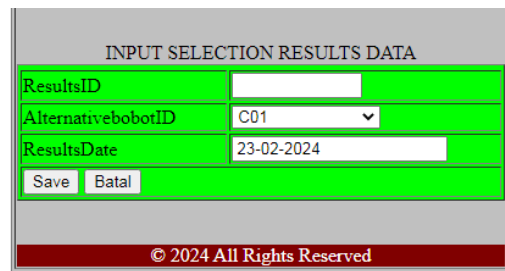 INPUT SELECTION RESULTS DATA
ResultsID
AlternativebobotID C01
ResultsDate 23-02-2024
Save Batal
© 2024 All Rights Reserved